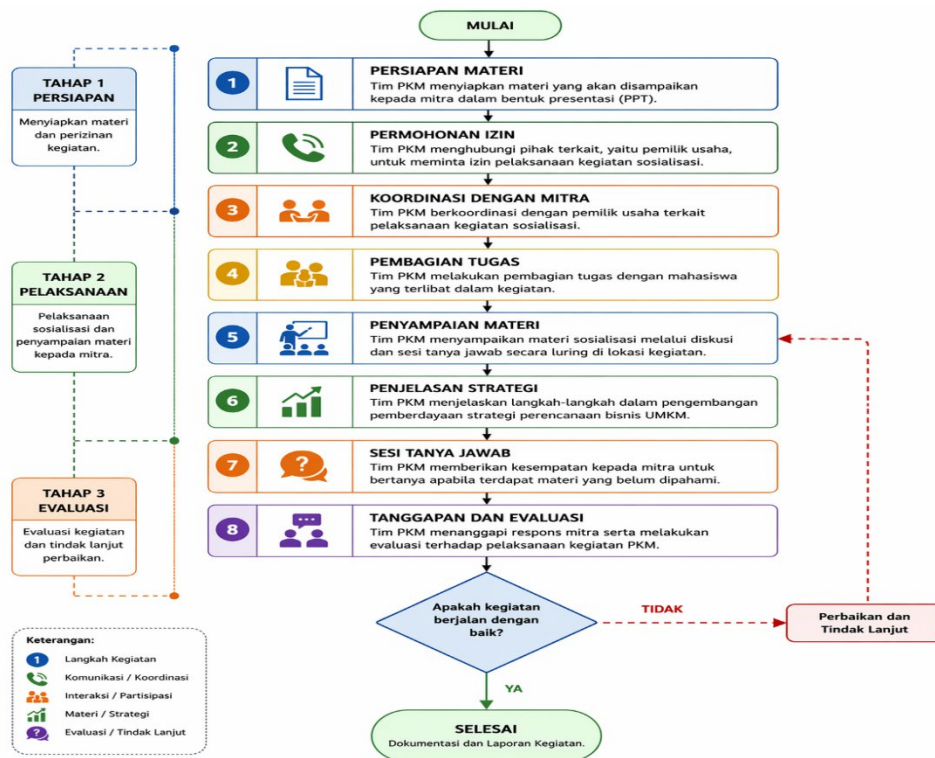 MULAI
TAHAP 1
PERSIAPAN
Menyiapkan materi
dan perizinan
kegiatan.
TAHAP 2
PELAKSANAAN
Pelaksanaan
sosialisasi dan
penyampaian materi
kepada mitra.
TAHAP 3
EVALUASI
Evaluasi kegiatan
dan tindak lanjut
perbaikan.
1
PERSIAPAN MATERI
Tim PKM menyiapkan materi yang akan disampaikan
kepada mitra dalam bentuk presentasi (PPT).
2
PERMOHONAN IZIN
Tim PKM menghubungi pihak terkait, yaitu pemilik usaha,
untuk meminta izin pelaksanaan kegiatan sosialisasi.
3
KOORDINASI DENGAN MITRA
Tim PKM berkoordinasi dengan pemilik usaha terkait
pelaksanaan kegiatan sosialisasi.
4
PEMBAGIAN TUGAS
Tim PKM melakukan pembagian tugas dengan mahasiswa
yang terlibat dalam kegiatan.
5
PENYAMPAIAN MATERI
Tim PKM menyampaikan materi sosialisasi melalui diskusi
dan sesi tanya jawab secara luring di lokasi kegiatan.
6
PENJELASAN STRATEGI
Tim PKM menjelaskan langkah-langkah dalam pengembangan
pemberdayaan strategi perencanaan bisnis UMKM.
7
SESI TANYA JAWAB
Tim PKM memberikan kesempatan kepada mitra untuk
bertanya apabila terdapat materi yang belum dipahami.
8
TANGGAPAN DAN EVALUASI
Tim PKM menanggapi respons mitra serta melakukan
evaluasi terhadap pelaksanaan kegiatan PKM.
Apakah kegiatan
berjalan dengan
baik?
TIDAK
Perbaikan dan
Tindak Lanjut
YA
SELESAI
Dokumentasi dan Laporan Kegiatan.
Keterangan:
1 Langkah Kegiatan
Komunikasi / Koordinasi
Interaksi / Partisipasi
Materi / Strategi
? Evaluasi / Tindak Lanjut